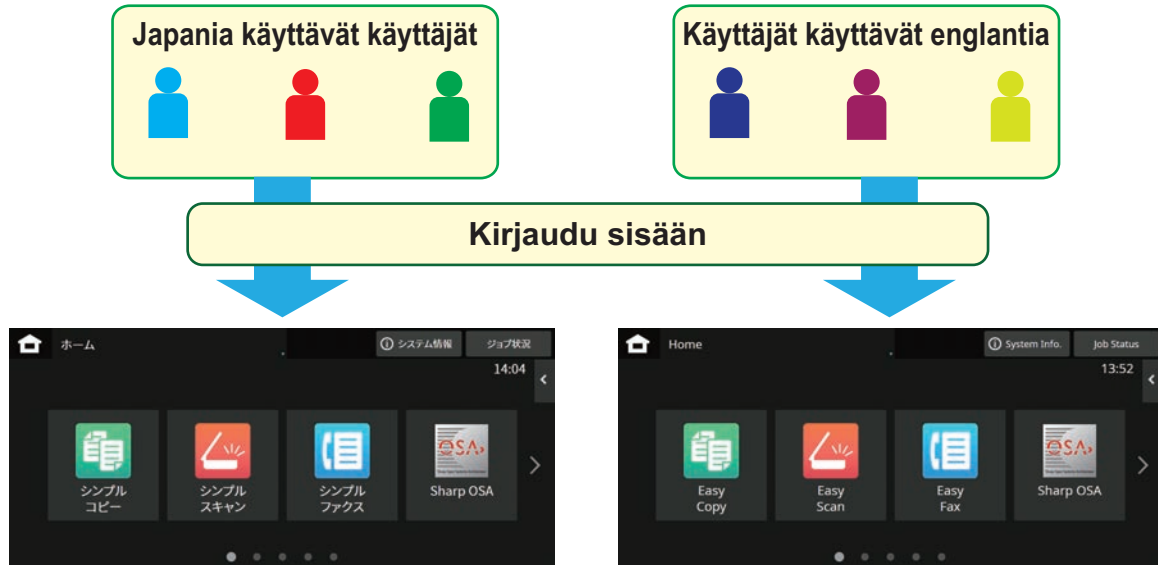 Japania käyttävät käyttäjät
Käyttäjät käyttävät englantia
Kirjaudu sisään
ホーム
システム情報
ジョブ状況
14:04
シンプル
コピー
シンプル
スキャン
シンプル
ファクス
OSA
Sharp OSA
Home
System Info.
Job Status
13:52
Easy
Copy
Easy
Scan
Easy
Fax
OSA
Sharp OSA